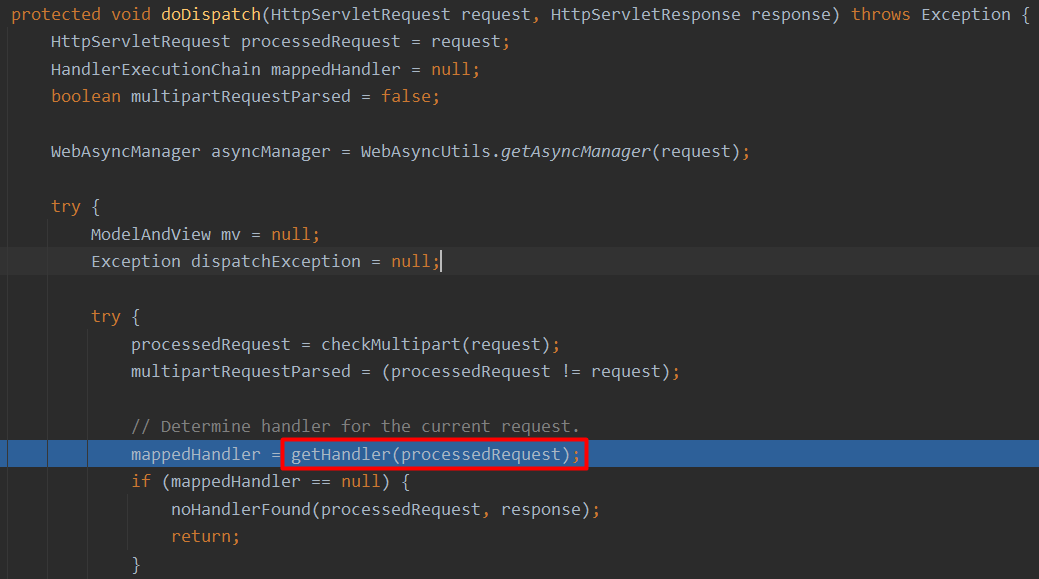 protected void doDispatch(HttpServletRequest request, HttpServletResponse response) throws Exception {
HttpServletRequest processedRequest = request;
HandlerExecutionChain mappedHandler = null;
boolean multipartRequestParsed = false;
WebAsyncManager asyncManager = WebAsyncUtils.getAsyncManager(request);
try {
ModelAndView mv = null;
Exception dispatchException = null;
try {
processedRequest = checkMultipart(request);
multipartRequestParsed = (processedRequest != request);
// Determine handler for the current request.
mappedHandler = getHandler(processedRequest);
if (mappedHandler == null) {
noHandlerFound(processedRequest, response);
return;
}